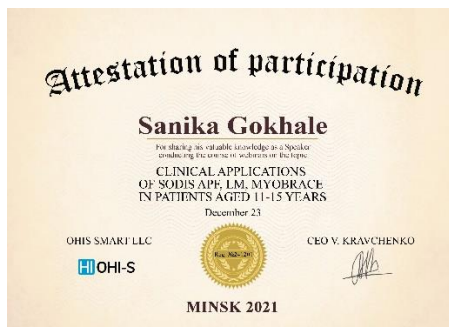 Attestation of participation
Sanika Gokhale
For sharing his valuable knowledge as a Speaker
conducting the course of webinars on the topic
CLINICAL APPLICATIONS
OF SODIS APF, LM, MYOBRACE
IN PATIENTS AGED 11-15 YEARS
December 23
OHIS SMART LLC
CEO V. KRAVCHENKO
OHI-S
MINSK 2021